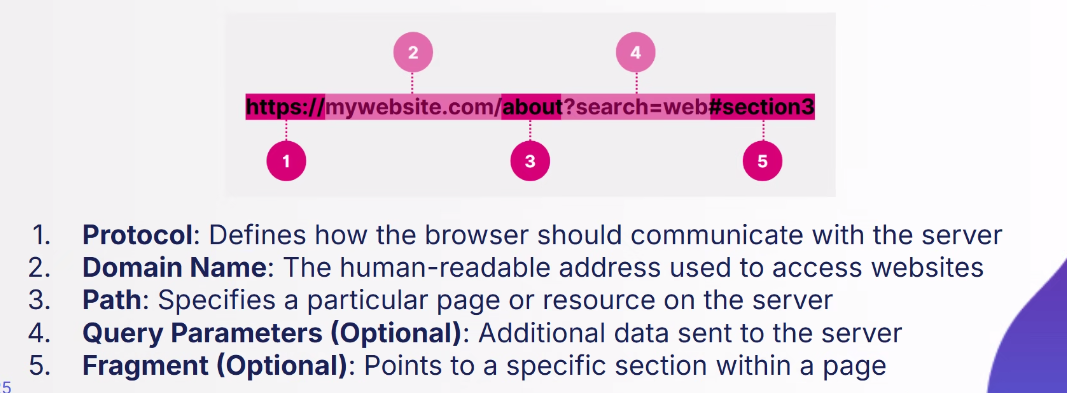 2
4
https://mywebsite.com/about?search=web#section3
1
3
5
1. Protocol: Defines how the browser should communicate with the server
2. Domain Name: The human-readable address used to access websites
3. Path: Specifies a particular page or resource on the server
4. Query Parameters (Optional): Additional data sent to the server
5. Fragment (Optional): Points to a specific section within a page